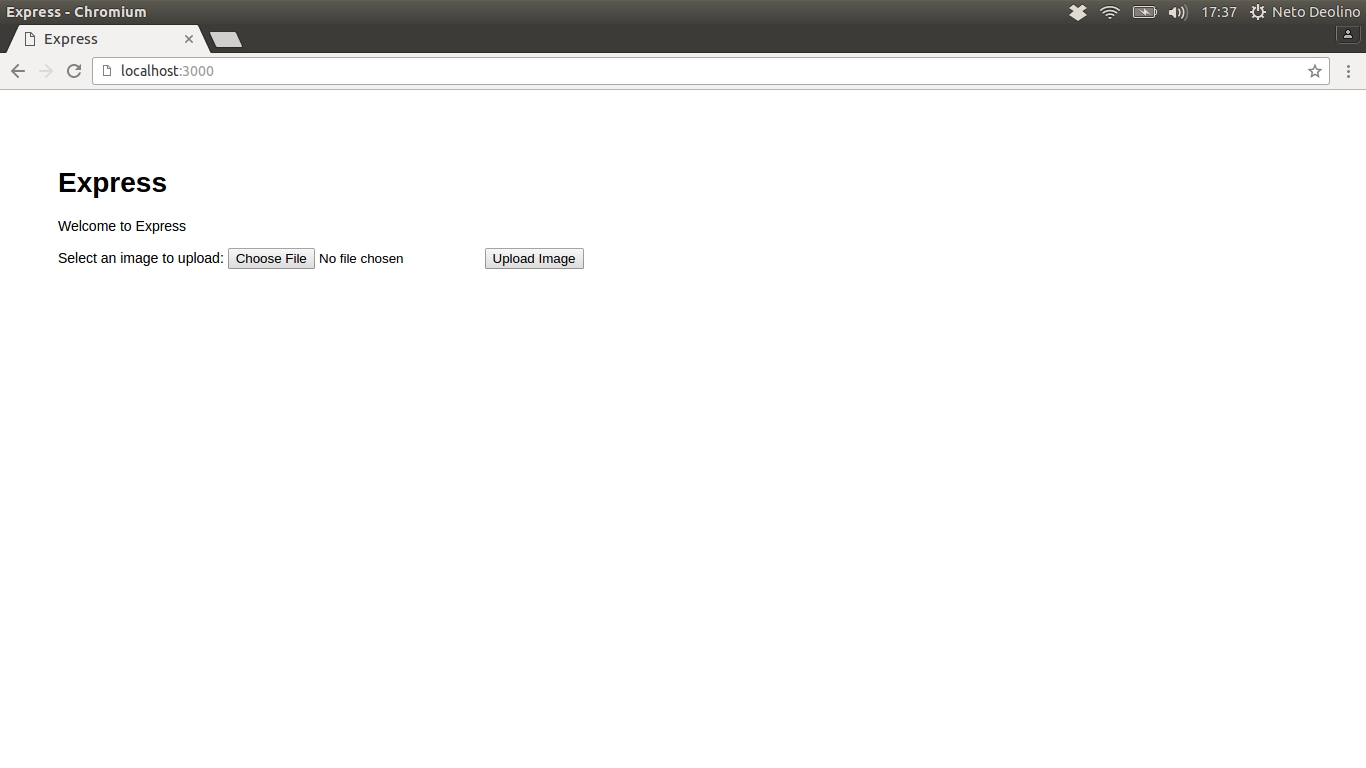 Express - Chromium 17:37 Neto Deolino
Express
localhost:3000
Express
Welcome to Express
Select an image to upload: Choose File No file chosen Upload Image